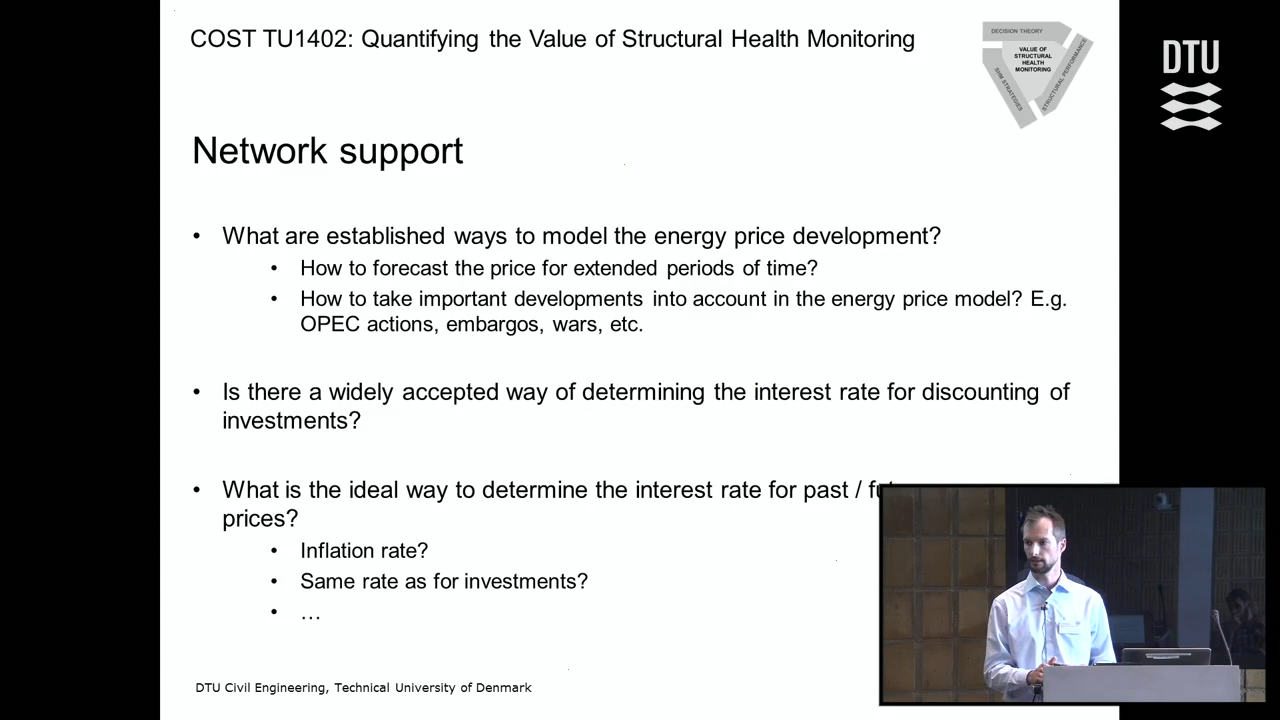 COST TU1402: Quantifying the Value of Structural Health Monitoring
DECISION THEORY
VALUE OF
STRUCTURAL
HEALTH
MONITORING
SHM STRATEGIES
STRUCTURAL PERFORMANCE
DTU
Network support
• What are established ways to model the energy price development?
• How to forecast the price for extended periods of time?
• How to take important developments into account in the energy price model? E.g.
OPEC actions, embargos, wars, etc.
• Is there a widely accepted way of determining the interest rate for discounting of
investments?
• What is the ideal way to determine the interest rate for past /
prices?
• Inflation rate?
• Same rate as for investments?
• …
DTU Civil Engineering, Technical University of Denmark